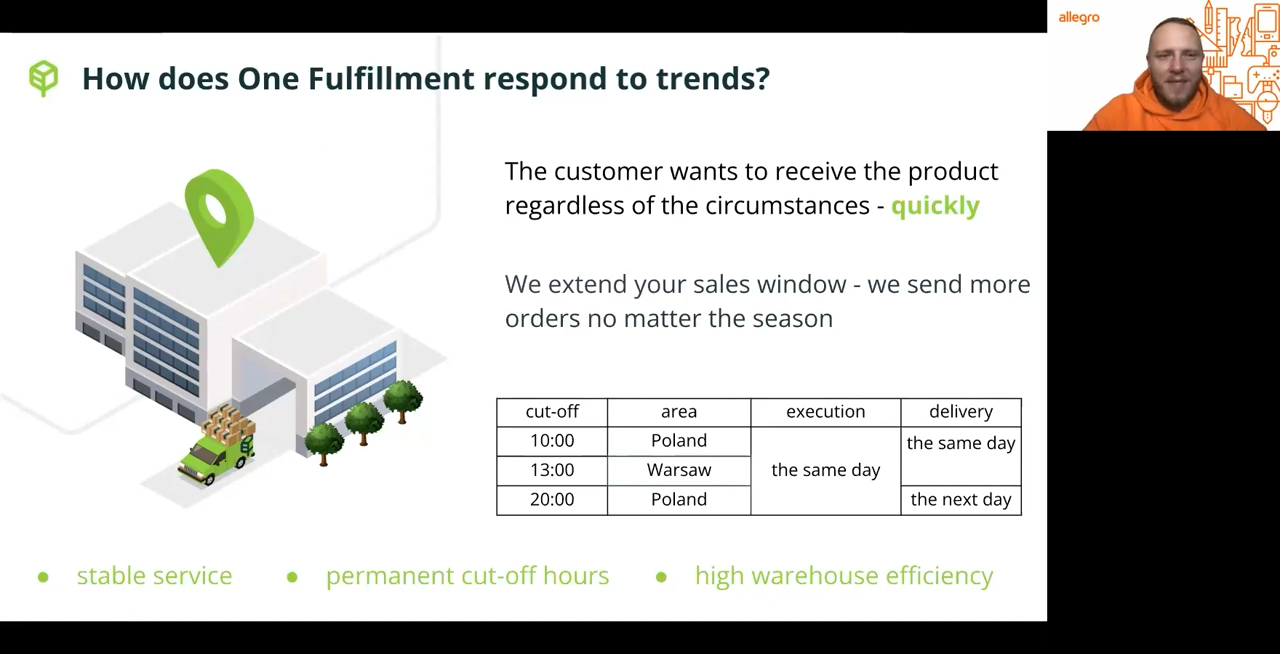 How does One Fulfillment respond to trends?
allegro
The customer wants to receive the product
regardless of the circumstances - quickly
We extend your sales window - we send more
orders no matter the season
cut-off area execution delivery
10:00 Poland the same day
13:00 Warsaw the same day
20:00 Poland the next day
● stable service ● permanent cut-off hours ● high warehouse efficiency